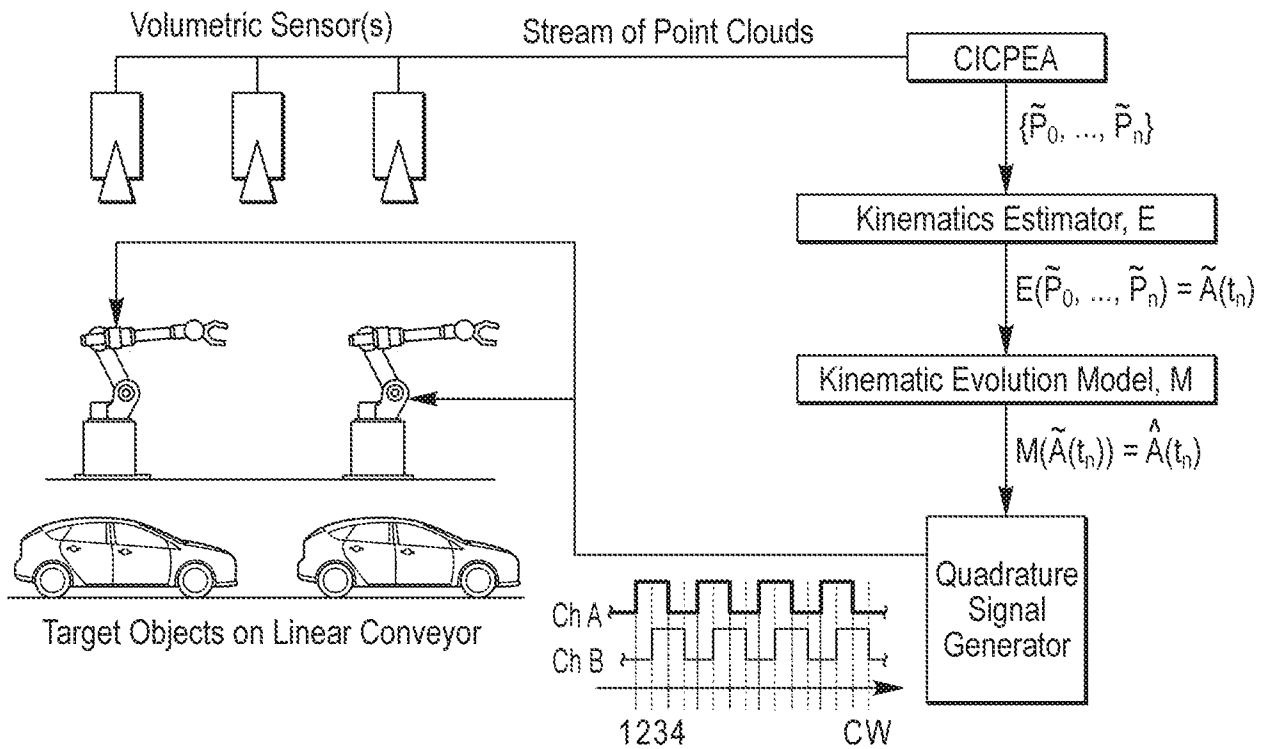 Volumetric Sensor(s)
Stream of Point Clouds
CICPEA
{P̃₀, ..., P̃ₙ}
Kinematics Estimator, E
E(P̃₀, ..., P̃ₙ) = Ã(tₙ)
Kinematic Evolution Model, M
M(Ã(tₙ)) = Â(tₙ)
Quadrature
Signal
Generator
Target Objects on Linear Conveyor
Ch A
Ch B
1234
CW